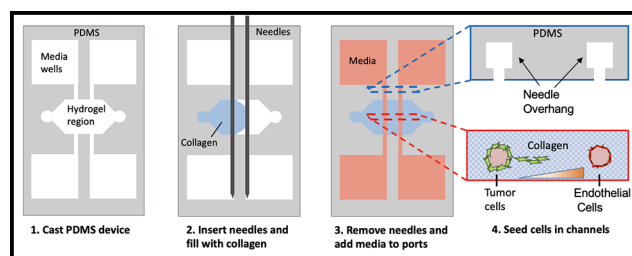 PDMS
Media
wells
Hydrogel
region
1. Cast PDMS device
Needles
Collagen
2. Insert needles and
fill with collagen
Media
3. Remove needles and
add media to ports
PDMS
Needle
Overhang
Collagen
Tumor
cells
Endothelial
Cells
4. Seed cells in channels